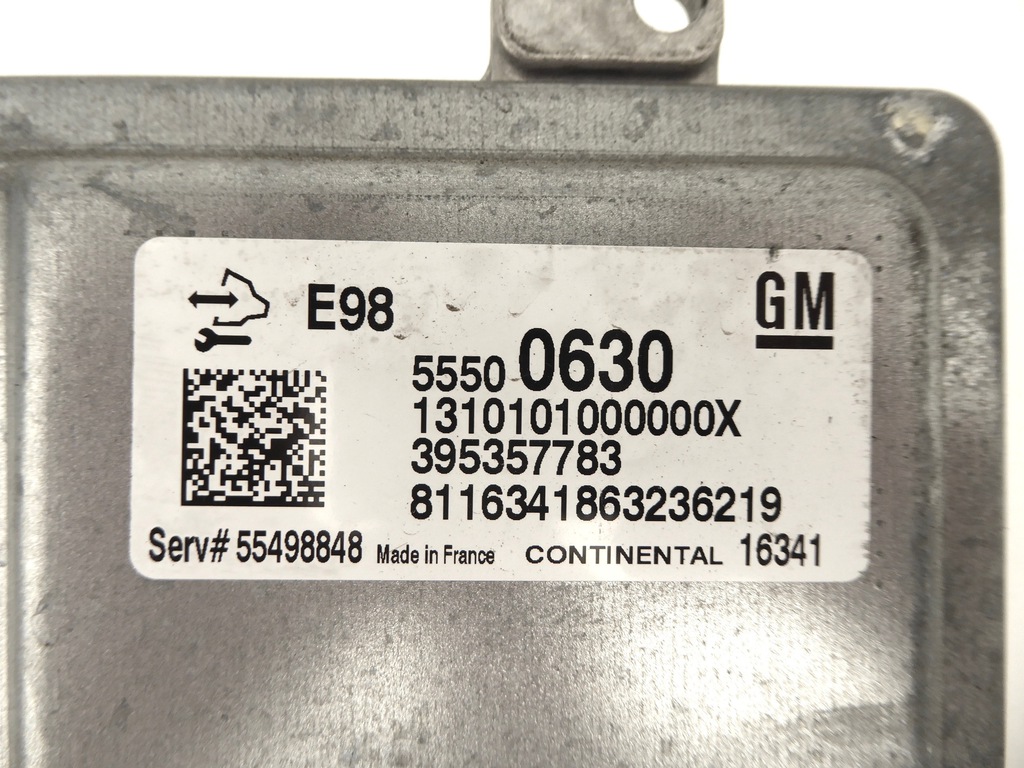 E98
GM
5550 0630
1310101000000X
395357783
8116341863236219
Serv# 55498848 Made in France CONTINENTAL 16341